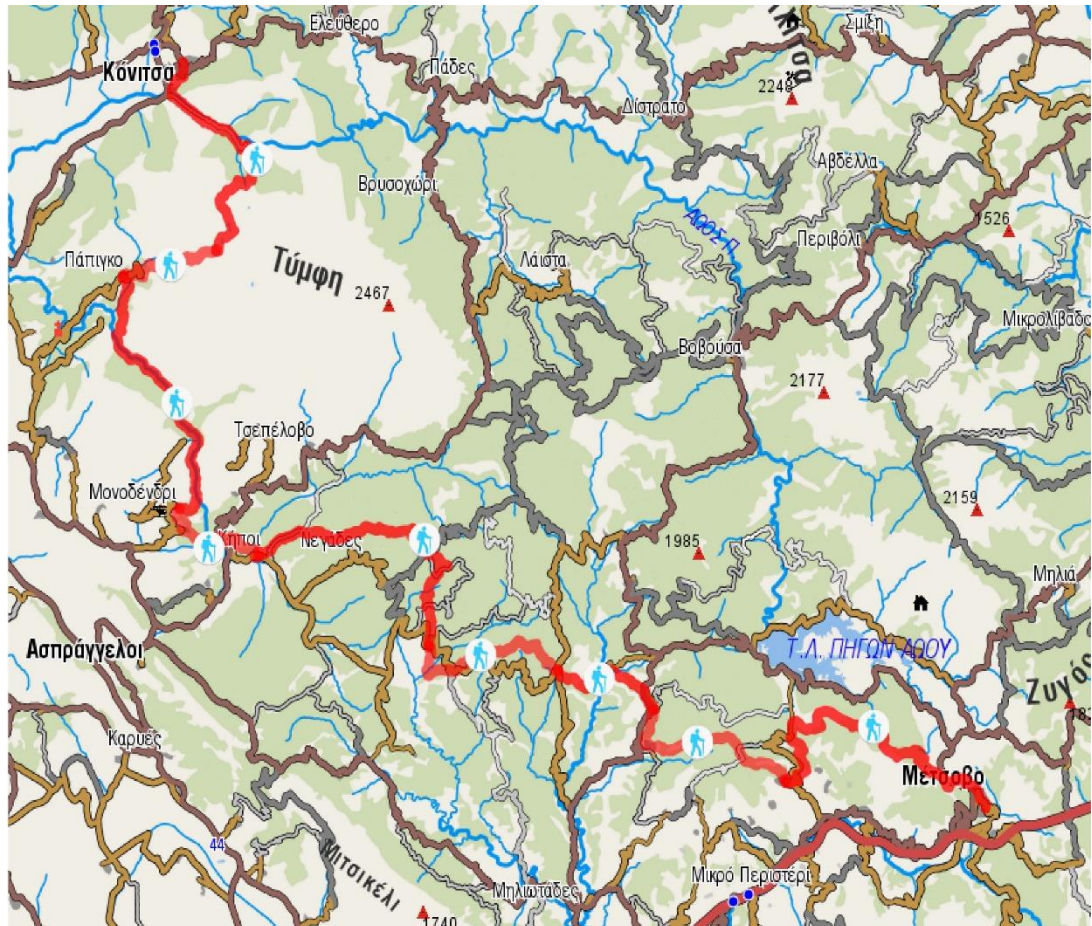 Ελεύθερο
Σμίξη
Κόνιτσα
Πάδες
2248
Δίστρατο
Αβδέλλα
Βρυσοχώρι
ΑΩΟΣ Π.
1526
Περιβόλι
Πάπιγκο
Τύμφη
Λάιστα
2467
Μικρολίβαδο
Βοβούσα
2177
Τσεπέλοβο
Μονοδένδρι
2159
Κήποι
Νεγάδες
1985
Μηλιά
Ασπράγγελοι
Τ.Λ. ΠΗΓΩΝ ΑΩΟΥ
Ζυγός
Καρυές
Μέτσοβο
44
Μιτσικέλι
Μικρό Περιστέρι
Μηλιωτάδες
1740